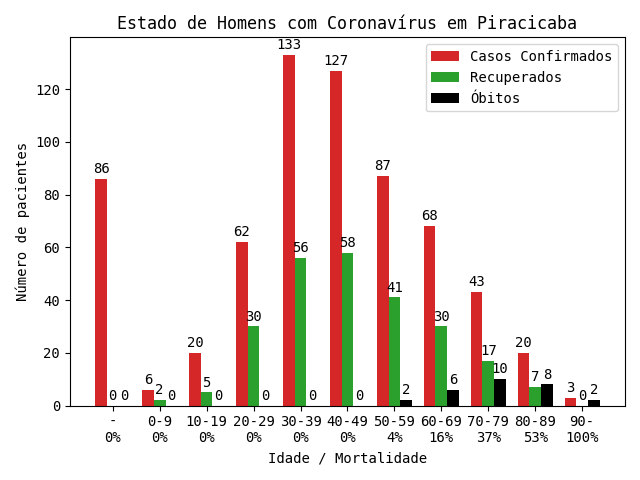 Estado de Homens com Coronavírus em Piracicaba
Casos Confirmados
Recuperados
Óbitos
Número de pacientes
120
100
80
60
40
20
0
86 0 0
6 2 0
20 5 0
62 30 0
133 56 0
127 58 0
87 41 2
68 30 6
43 17 10
20 7 8
3 0 2
- 0-9 10-19 20-29 30-39 40-49 50-59 60-69 70-79 80-89 90-
0% 0% 0% 0% 0% 0% 4% 16% 37% 53% 100%
Idade / Mortalidade